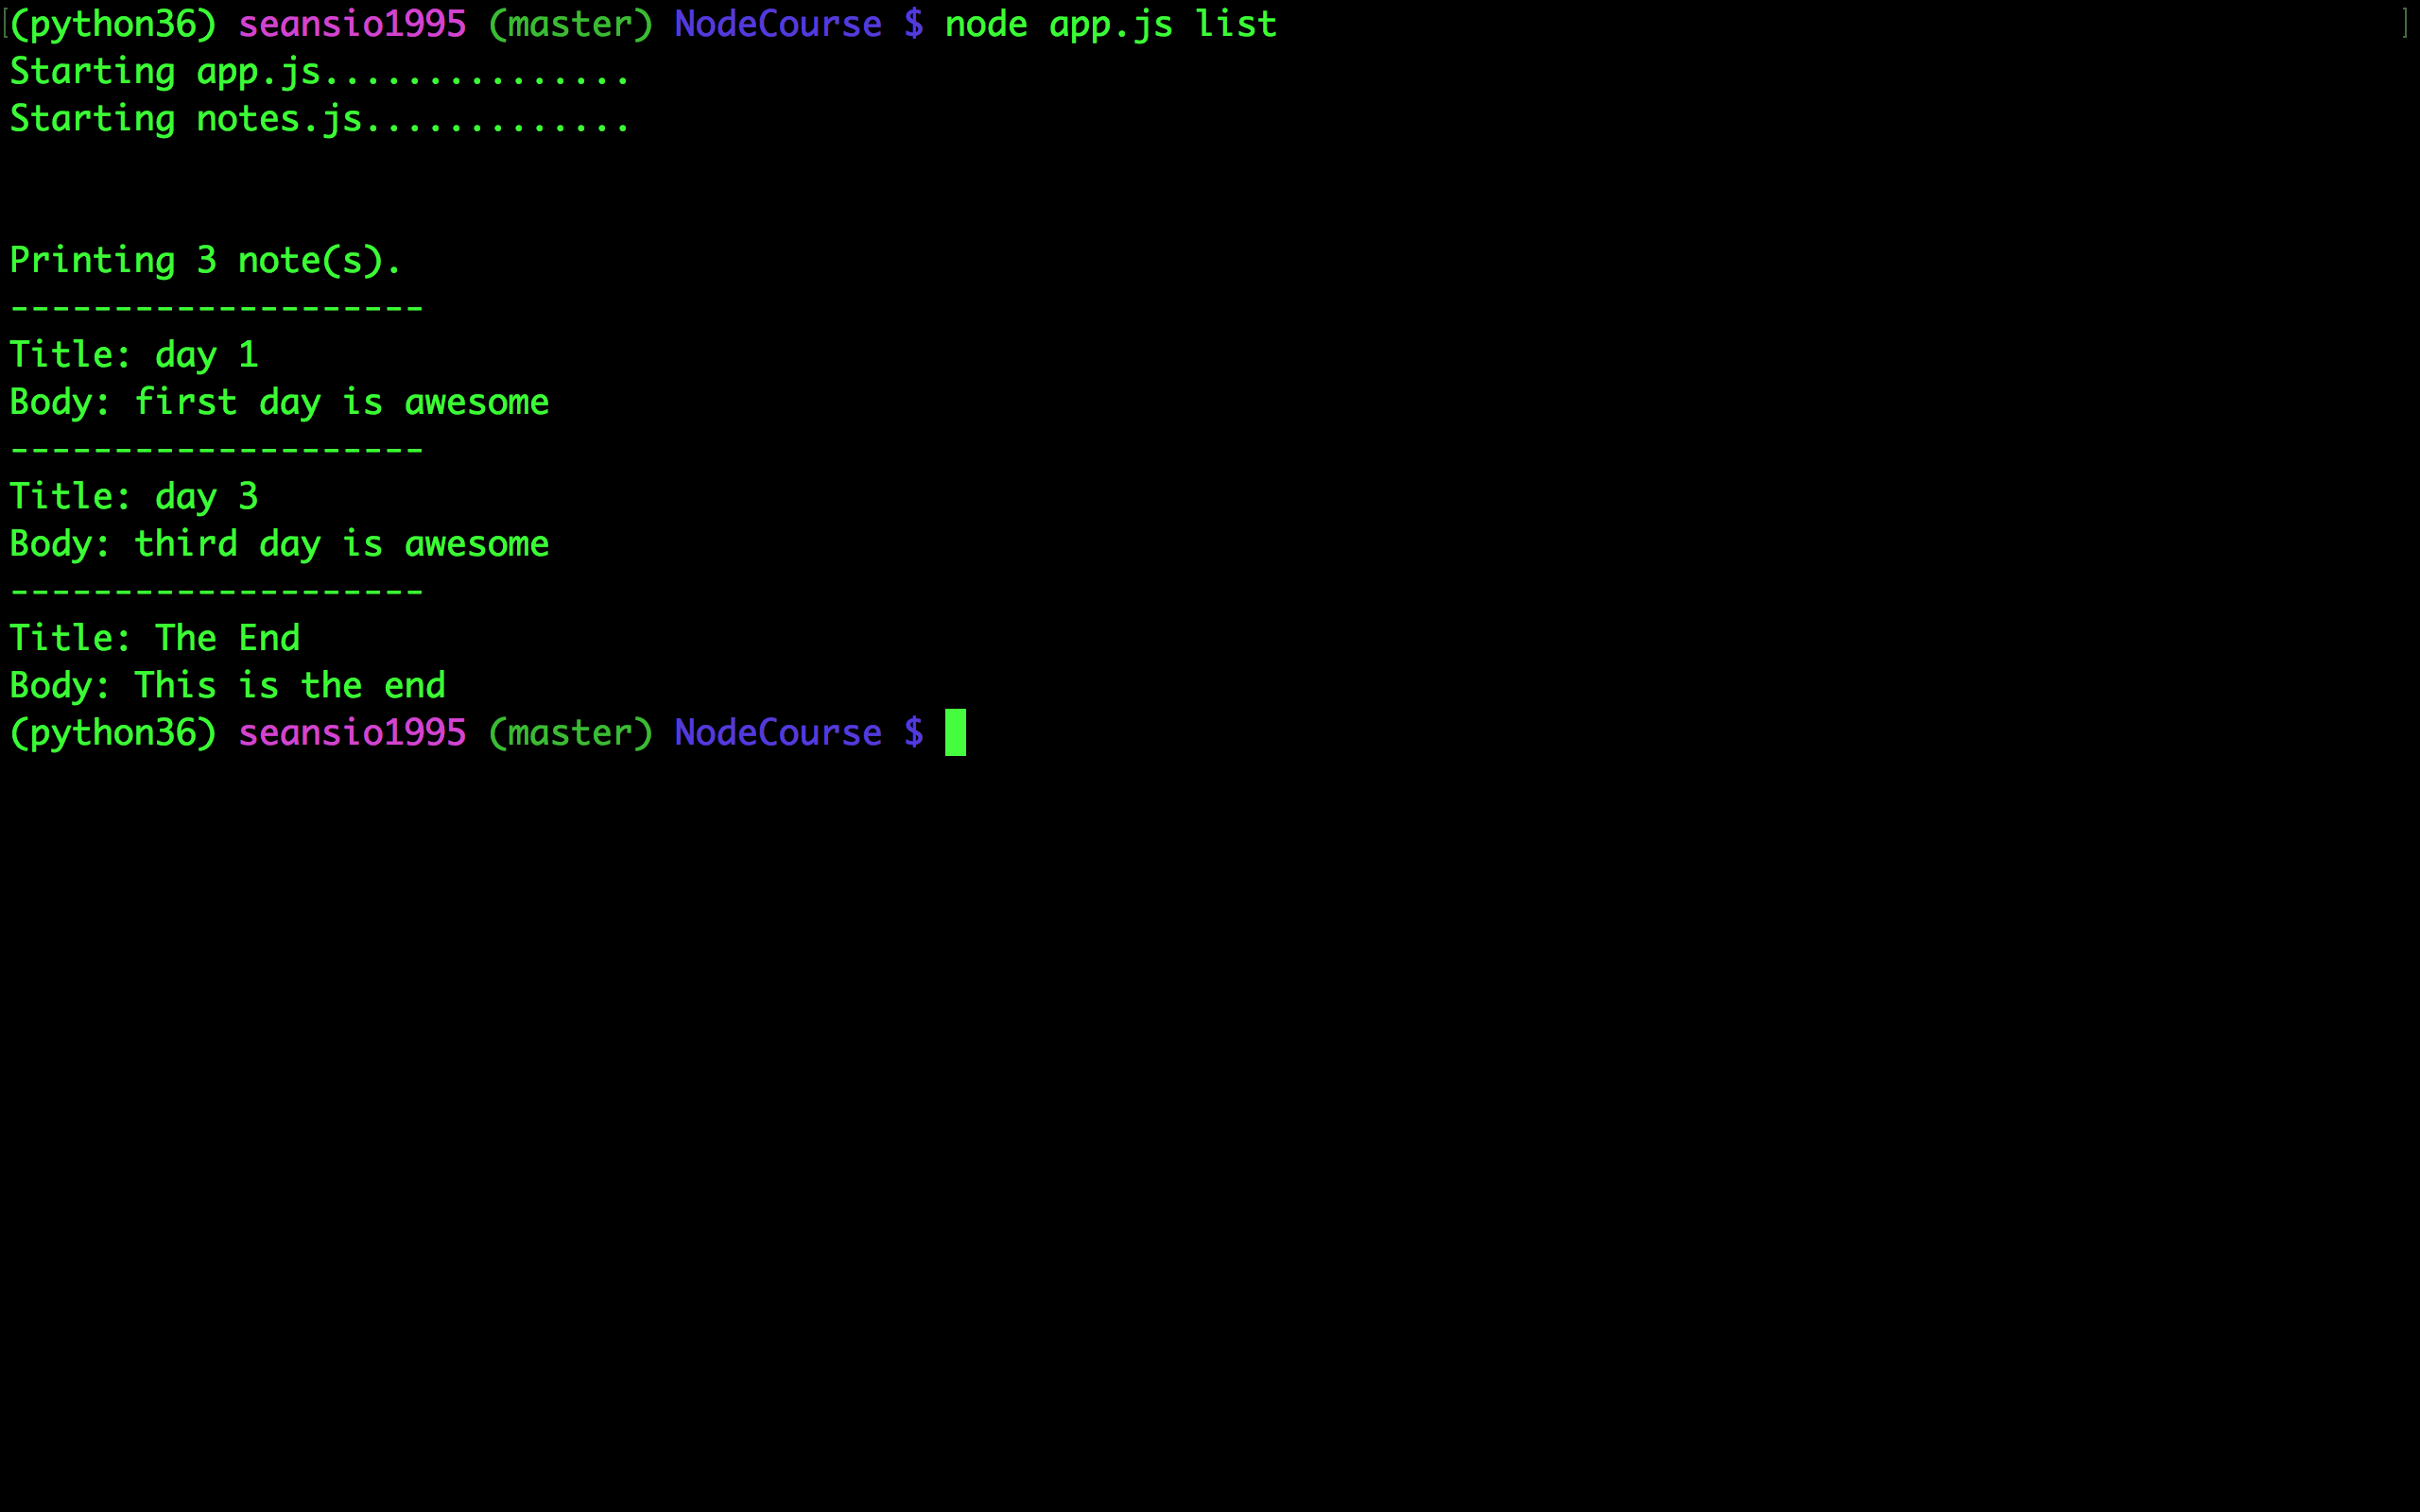 (python36) seansio1995 (master) NodeCourse $ node app.js list
Starting app.js...............
Starting notes.js.............
Printing 3 note(s).
--------------------
Title: day 1
Body: first day is awesome
--------------------
Title: day 3
Body: third day is awesome
--------------------
Title: The End
Body: This is the end
(python36) seansio1995 (master) NodeCourse $